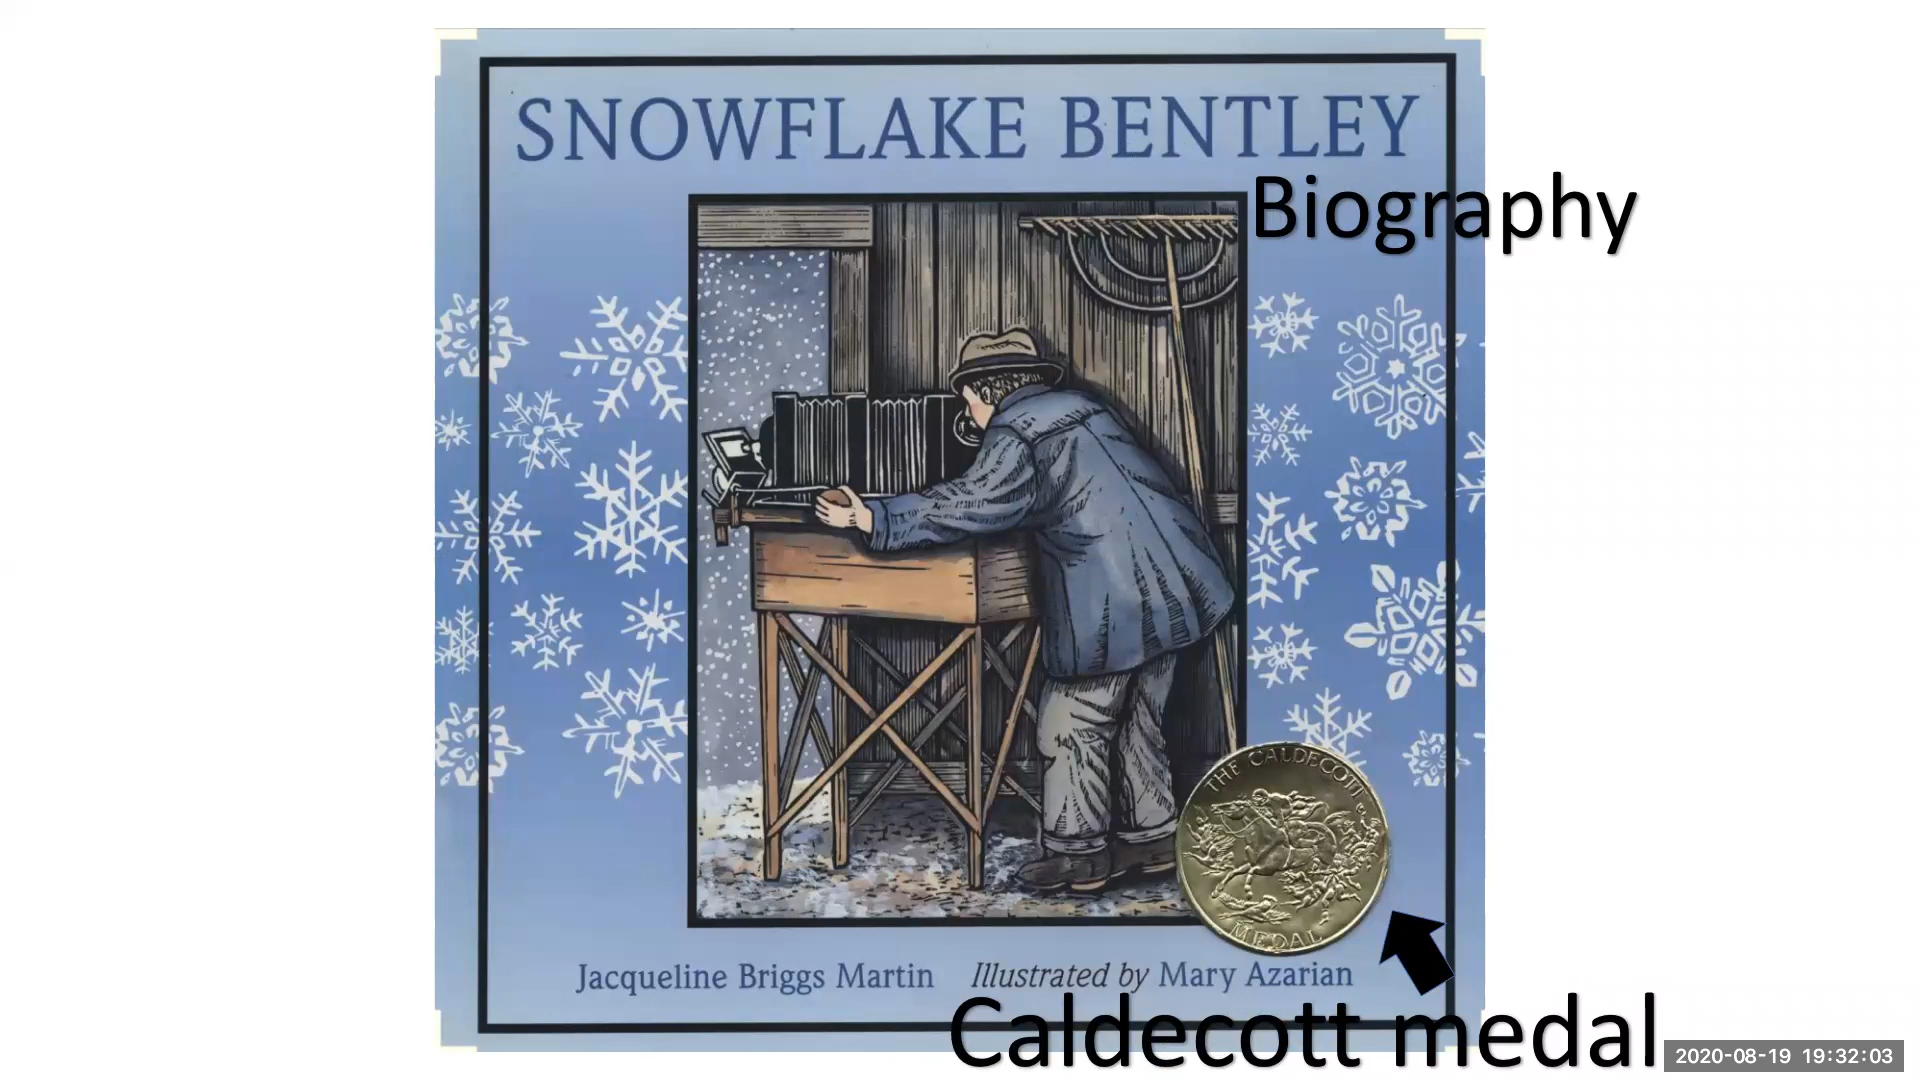 SNOWFLAKE BENTLEY
Biography
THE CALDECOTT
MEDAL
Jacqueline Briggs Martin Illustrated by Mary Azarian
Caldecott medal
2020-08-19 19:32:03